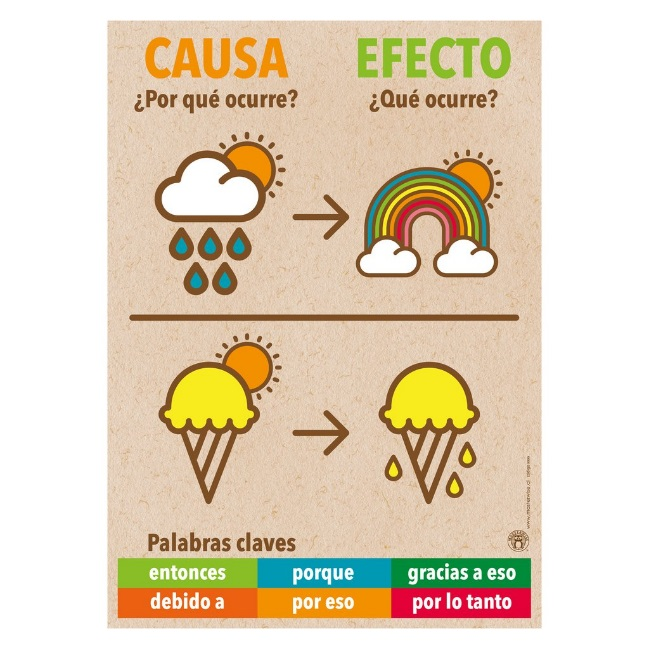 CAUSA
¿Por qué ocurre?
EFECTO
¿Qué ocurre?
Palabras claves
entonces porque gracias a eso
debido a por eso por lo tanto